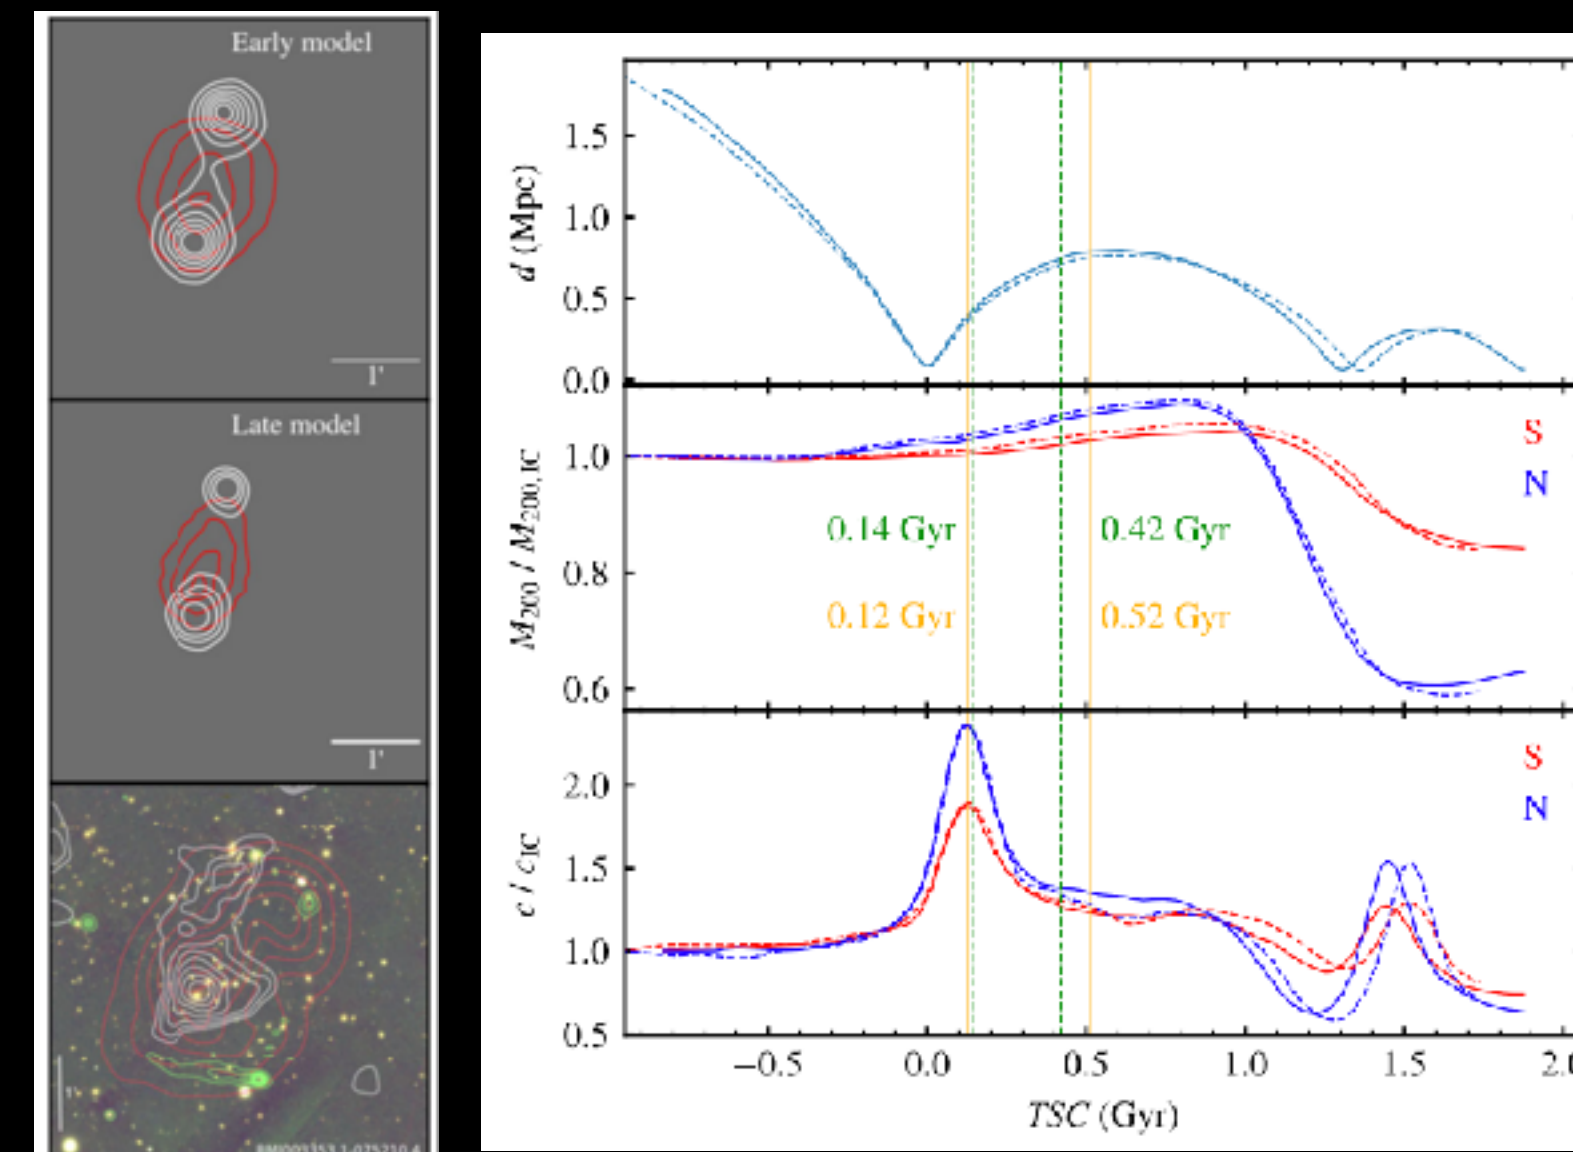 Early model
1'
Late model
1'
1'
d (Mpc)
1.5
1.0
0.5
0.0
M200 / M200,IC
1.0
0.8
0.6
S
N
0.14 Gyr
0.42 Gyr
0.12 Gyr
0.52 Gyr
c / cIC
2.0
1.5
1.0
0.5
S
N
−0.5 0.0 0.5 1.0 1.5
TSC (Gyr)